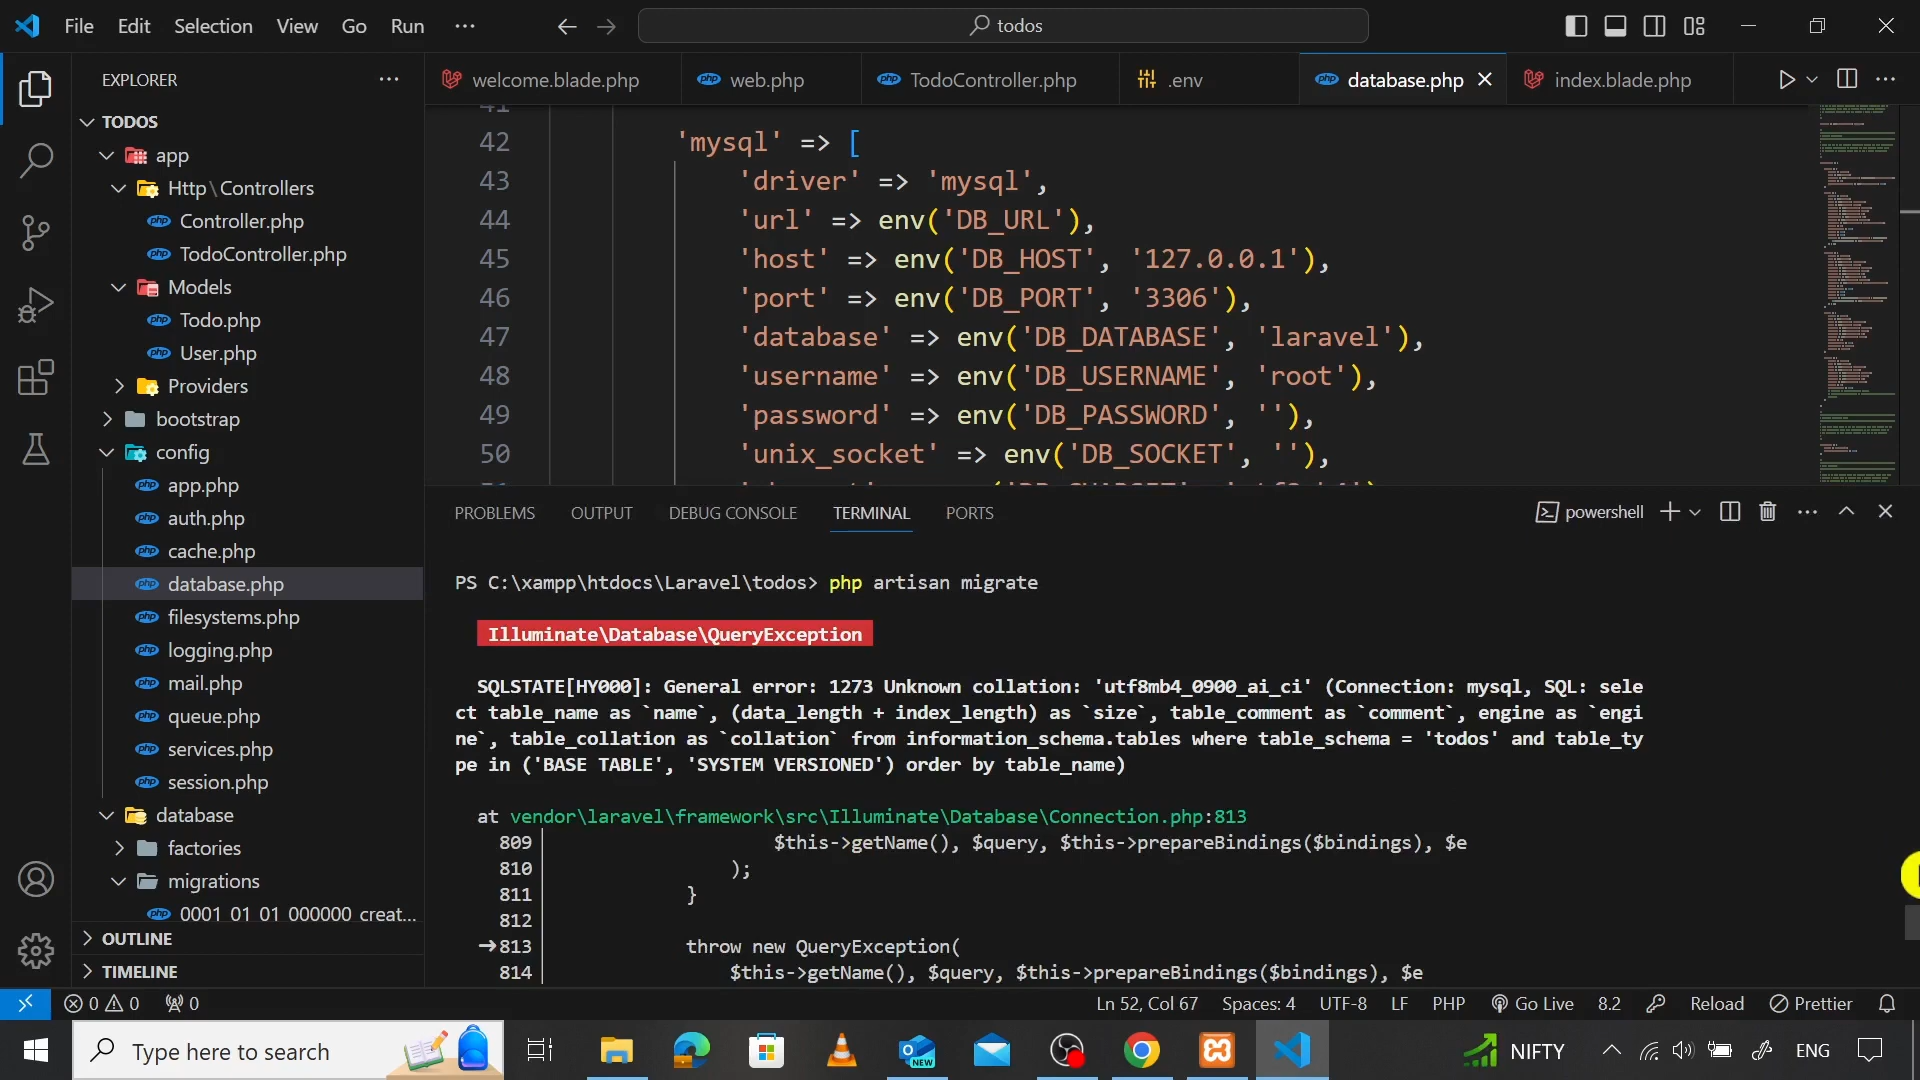 File Edit Selection View Go Run ···
todos
EXPLORER
welcome.blade.php
web.php
TodoController.php
.env
database.php
index.blade.php
TODOS
app
Http\Controllers
Controller.php
TodoController.php
Models
Todo.php
User.php
Providers
bootstrap
config
app.php
auth.php
cache.php
database.php
filesystems.php
logging.php
mail.php
queue.php
services.php
session.php
database
factories
migrations
0001_01_01_000000_creat...
OUTLINE
TIMELINE
42 'mysql' => [
43 'driver' => 'mysql',
44 'url' => env('DB_URL'),
45 'host' => env('DB_HOST', '127.0.0.1'),
46 'port' => env('DB_PORT', '3306'),
47 'database' => env('DB_DATABASE', 'laravel'),
48 'username' => env('DB_USERNAME', 'root'),
49 'password' => env('DB_PASSWORD', ''),
50 'unix_socket' => env('DB_SOCKET', ''),
PROBLEMS OUTPUT DEBUG CONSOLE TERMINAL PORTS
powershell
PS C:\xampp\htdocs\Laravel\todos> php artisan migrate
Illuminate\Database\QueryException
SQLSTATE[HY000]: General error: 1273 Unknown collation: 'utf8mb4_0900_ai_ci' (Connection: mysql, SQL: sele
ct table_name as `name`, (data_length + index_length) as `size`, table_comment as `comment`, engine as `engi
ne`, table_collation as `collation` from information_schema.tables where table_schema = 'todos' and table_ty
pe in ('BASE TABLE', 'SYSTEM VERSIONED') order by table_name)
at vendor\laravel\framework\src\Illuminate\Database\Connection.php:813
809 $this->getName(), $query, $this->prepareBindings($bindings), $e
810 );
811 }
812
➜813 throw new QueryException(
814 $this->getName(), $query, $this->prepareBindings($bindings), $e
0 0 0
Ln 52, Col 67 Spaces: 4 UTF-8 LF PHP Go Live 8.2 Reload Prettier
Type here to search
NEW
NIFTY
ENG